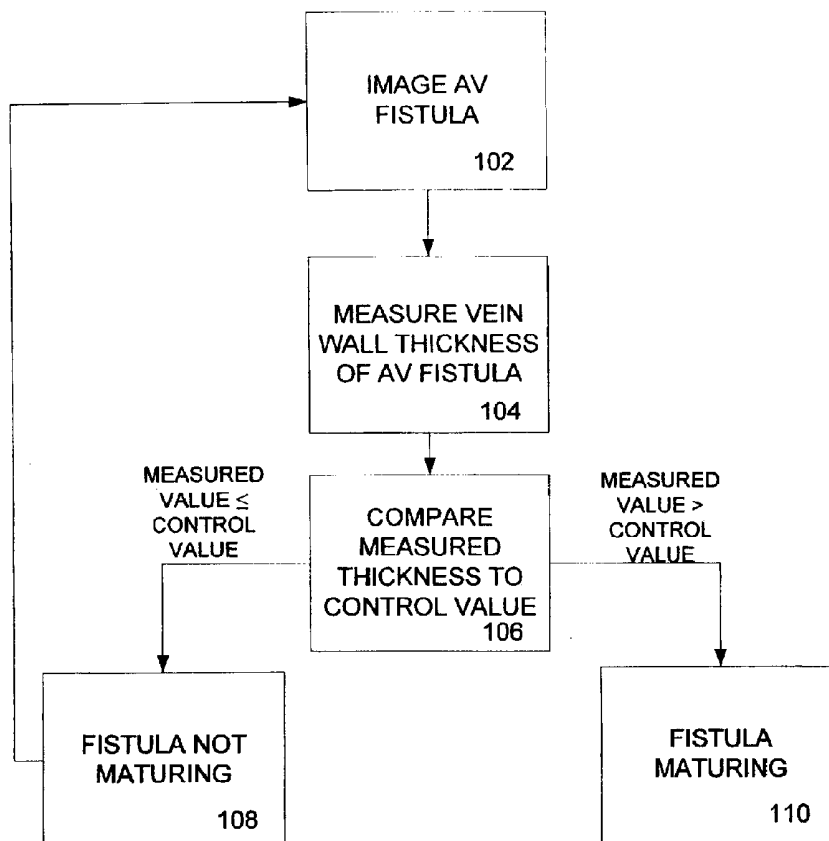 IMAGE AV
FISTULA
102
MEASURE VEIN
WALL THICKNESS
OF AV FISTULA
104
MEASURED
VALUE ≤
CONTROL
VALUE
COMPARE
MEASURED
THICKNESS TO
CONTROL VALUE
106
MEASURED
VALUE >
CONTROL
VALUE
FISTULA NOT
MATURING
108
FISTULA
MATURING
110